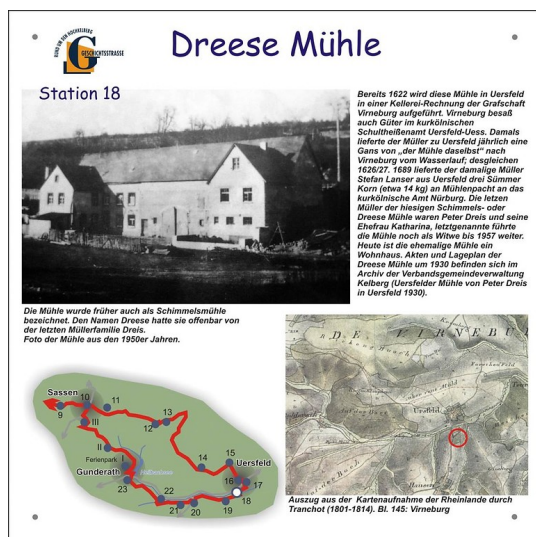 RUND UM DEN HOCHKELBERG
GESCHICHTSSTRASSE
Dreese Mühle
Station 18
Bereits 1622 wird diese Mühle in Uersfeld
in einer Kellerei-Rechnung der Grafschaft
Virneburg aufgeführt. Virneburg besaß
auch Güter im kurkölnischen
Schultheißenamt Uersfeld-Uess. Damals
lieferte der Müller zu Uersfeld jährlich eine
Gans von „der Mühle daselbst" nach
Virneburg vom Wasserlauf; desgleichen
1626/27. 1689 lieferte der damalige Müller
Stefan Lanser aus Uersfeld drei Sümmer
Korn (etwa 14 kg) an Mühlenpacht an das
kurkölnische Amt Nürburg. Die letzen
Müller der hiesigen Schimmels- oder
Dreese Mühle waren Peter Dreis und seine
Ehefrau Katharina, letztgenannte führte
die Mühle noch als Witwe bis 1957 weiter.
Heute ist die ehemalige Mühle ein
Wohnhaus. Akten und Lageplan der
Dreese Mühle um 1930 befinden sich im
Archiv der Verbandsgemeindeverwaltung
Kelberg (Uersfelder Mühle von Peter Dreis
in Uersfeld 1930).
Die Mühle wurde früher auch als Schimmelsmühle
bezeichnet. Den Namen Dreese hatte sie offenbar von
der letzten Müllerfamilie Dreis.
Foto der Mühle aus den 1950er Jahren.
Sassen
9
10
11
III
12
13
II
Ferienpark
I
Gunderath
23
22
21
20
19
18
17
16
15
14
Uersfeld
DE VIRNEBU
Uersfeld
Auszug aus der Kartenaufnahme der Rheinlande durch
Tranchot (1801-1814). Bl. 145: Virneburg